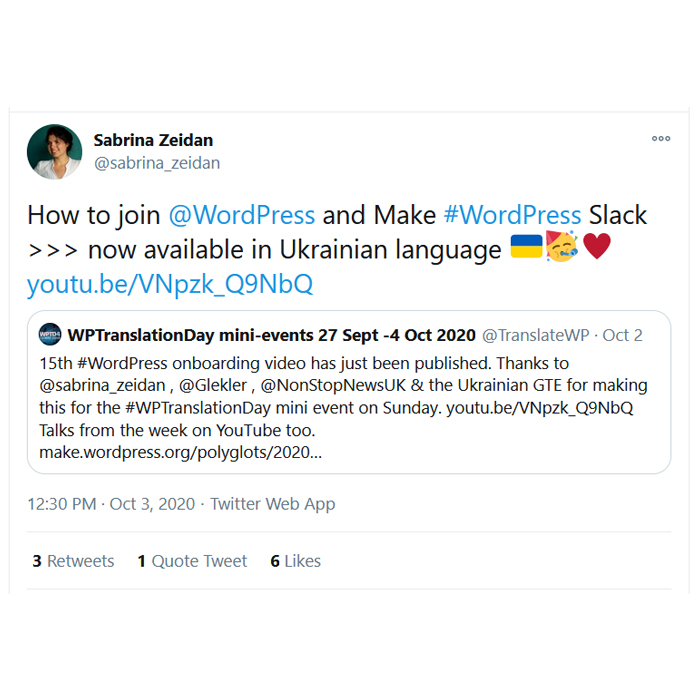 Sabrina Zeidan
@sabrina_zeidan
How to join @WordPress and Make #WordPress Slack
>>> now available in Ukrainian language 🇺🇦🥳♥️
youtu.be/VNpzk_Q9NbQ
WPTranslationDay mini-events 27 Sept -4 Oct 2020 @TranslateWP · Oct 2
15th #WordPress onboarding video has just been published. Thanks to
@sabrina_zeidan , @Glekler , @NonStopNewsUK & the Ukrainian GTE for making
this for the #WPTranslationDay mini event on Sunday. youtu.be/VNpzk_Q9NbQ
Talks from the week on YouTube too.
make.wordpress.org/polyglots/2020...
12:30 PM · Oct 3, 2020 · Twitter Web App
3 Retweets 1 Quote Tweet 6 Likes